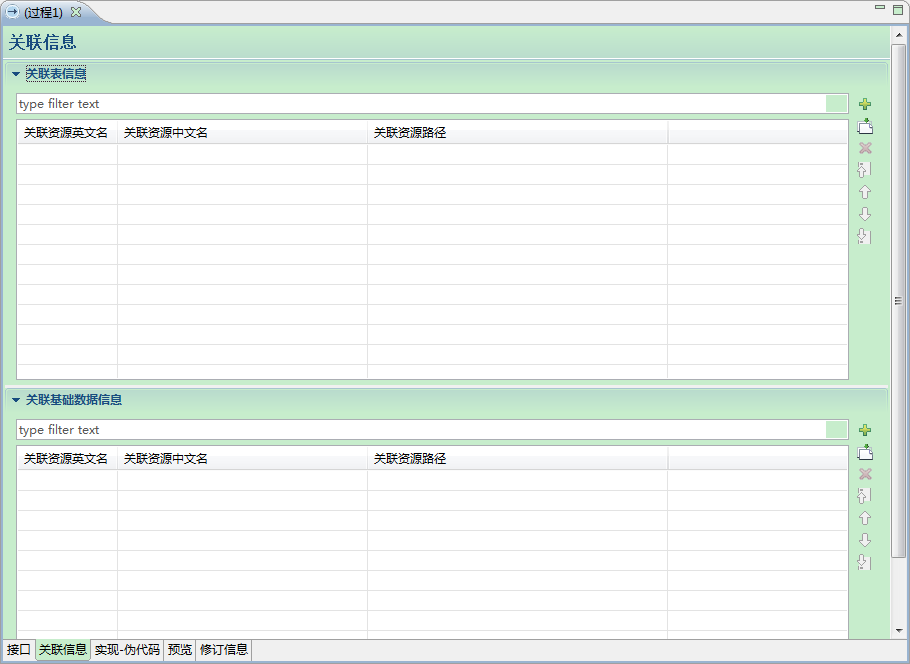 (过程1)
关联信息
关联表信息
type filter text
关联资源英文名 关联资源中文名 关联资源路径
关联基础数据信息
type filter text
关联资源英文名 关联资源中文名 关联资源路径
接口 关联信息 实现-伪代码 预览 修订信息